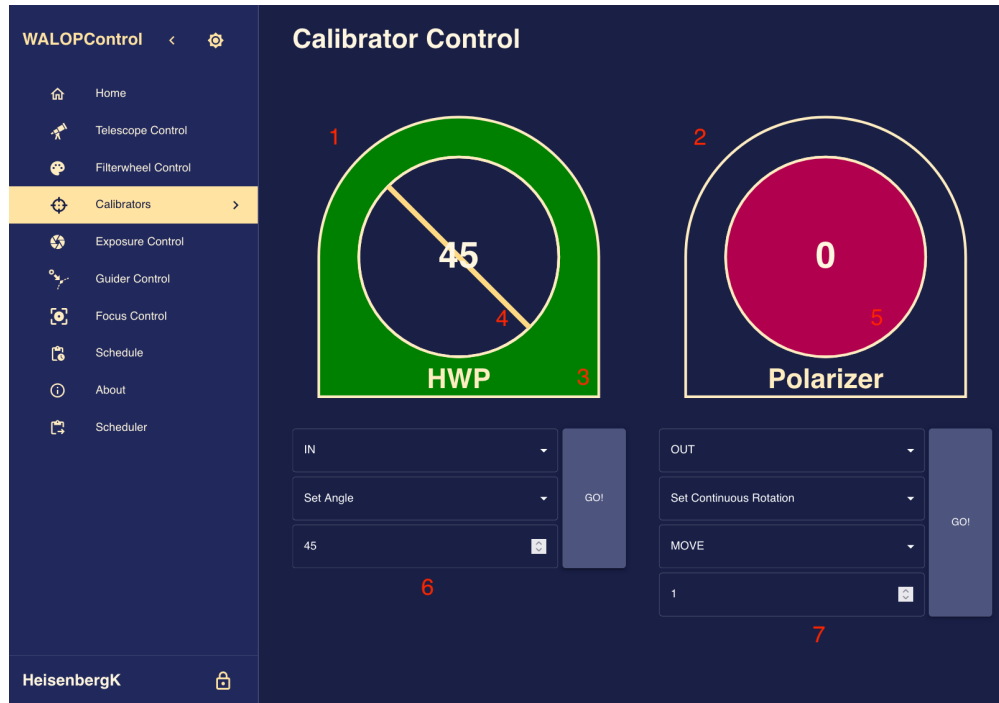 WALOPControl
Calibrator Control
Home
Telescope Control
Filterwheel Control
Calibrators
Exposure Control
Guider Control
Focus Control
Schedule
About
Scheduler
HeisenbergK
1
45
4
HWP
3
IN
Set Angle
45
GO!
6
2
0
5
Polarizer
OUT
Set Continuous Rotation
MOVE
1
GO!
7